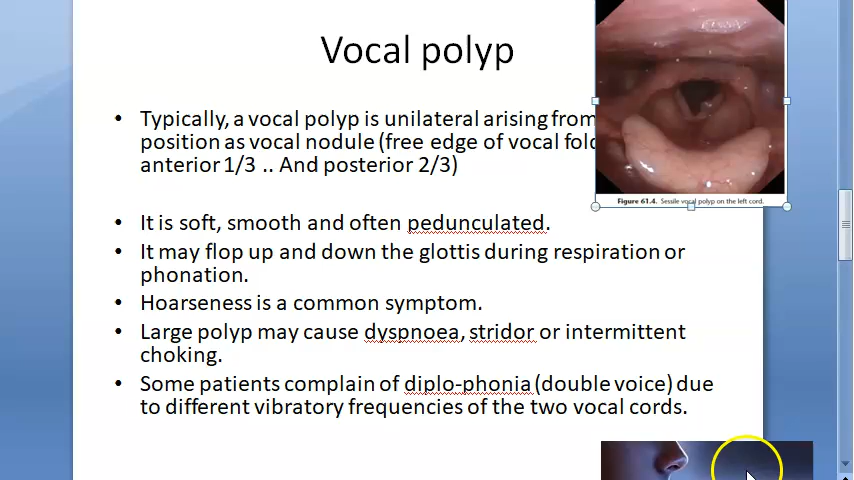 Vocal polyp
• Typically, a vocal polyp is unilateral arising from
position as vocal nodule (free edge of vocal fold
anterior 1/3 .. And posterior 2/3)
Figure 61.4. Sessile vocal polyp on the left cord.
• It is soft, smooth and often pedunculated.
• It may flop up and down the glottis during respiration or
phonation.
• Hoarseness is a common symptom.
• Large polyp may cause dyspnoea, stridor or intermittent
choking.
• Some patients complain of diplo-phonia (double voice) due
to different vibratory frequencies of the two vocal cords.